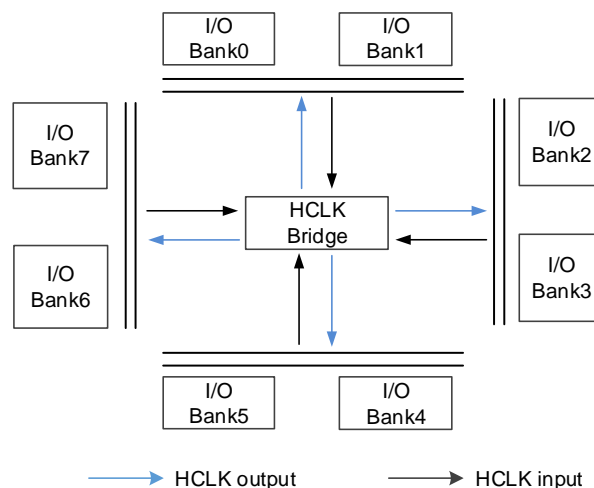 I/O
Bank0
I/O
Bank1
I/O
Bank7
I/O
Bank2
HCLK
Bridge
I/O
Bank6
I/O
Bank3
I/O
Bank5
I/O
Bank4
HCLK output
HCLK input